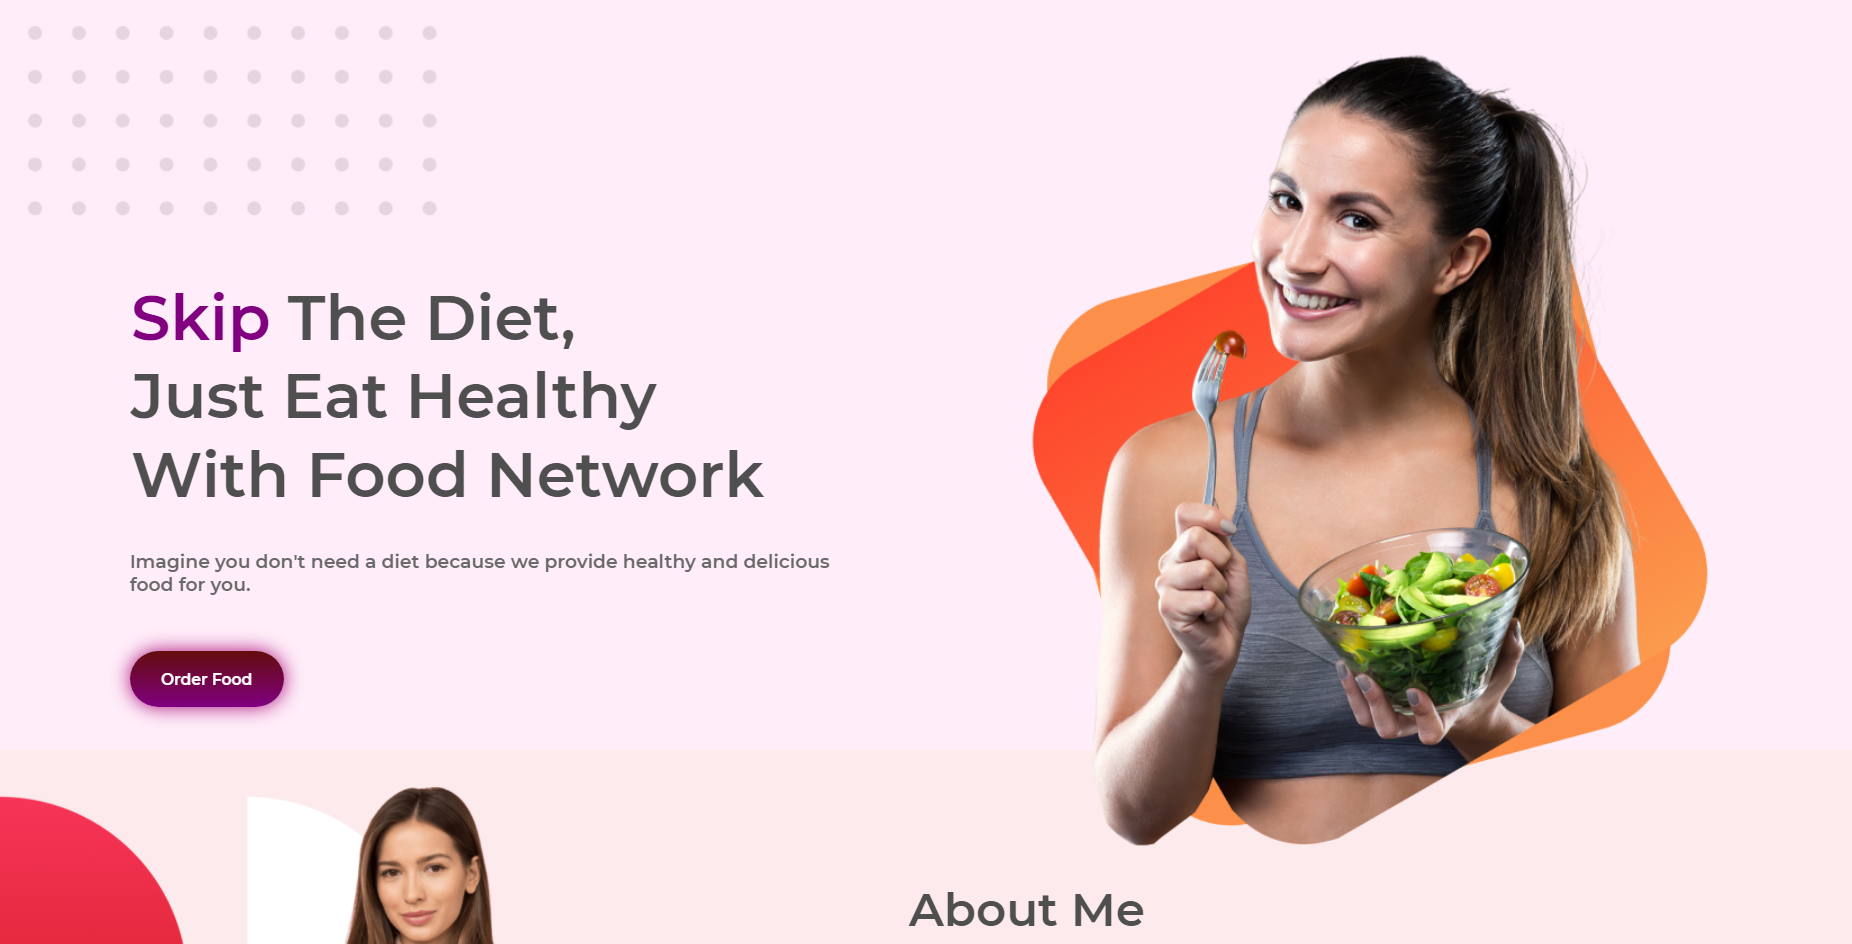 Skip The Diet,
Just Eat Healthy
With Food Network
Imagine you don't need a diet because we provide healthy and delicious
food for you.
Order Food
About Me